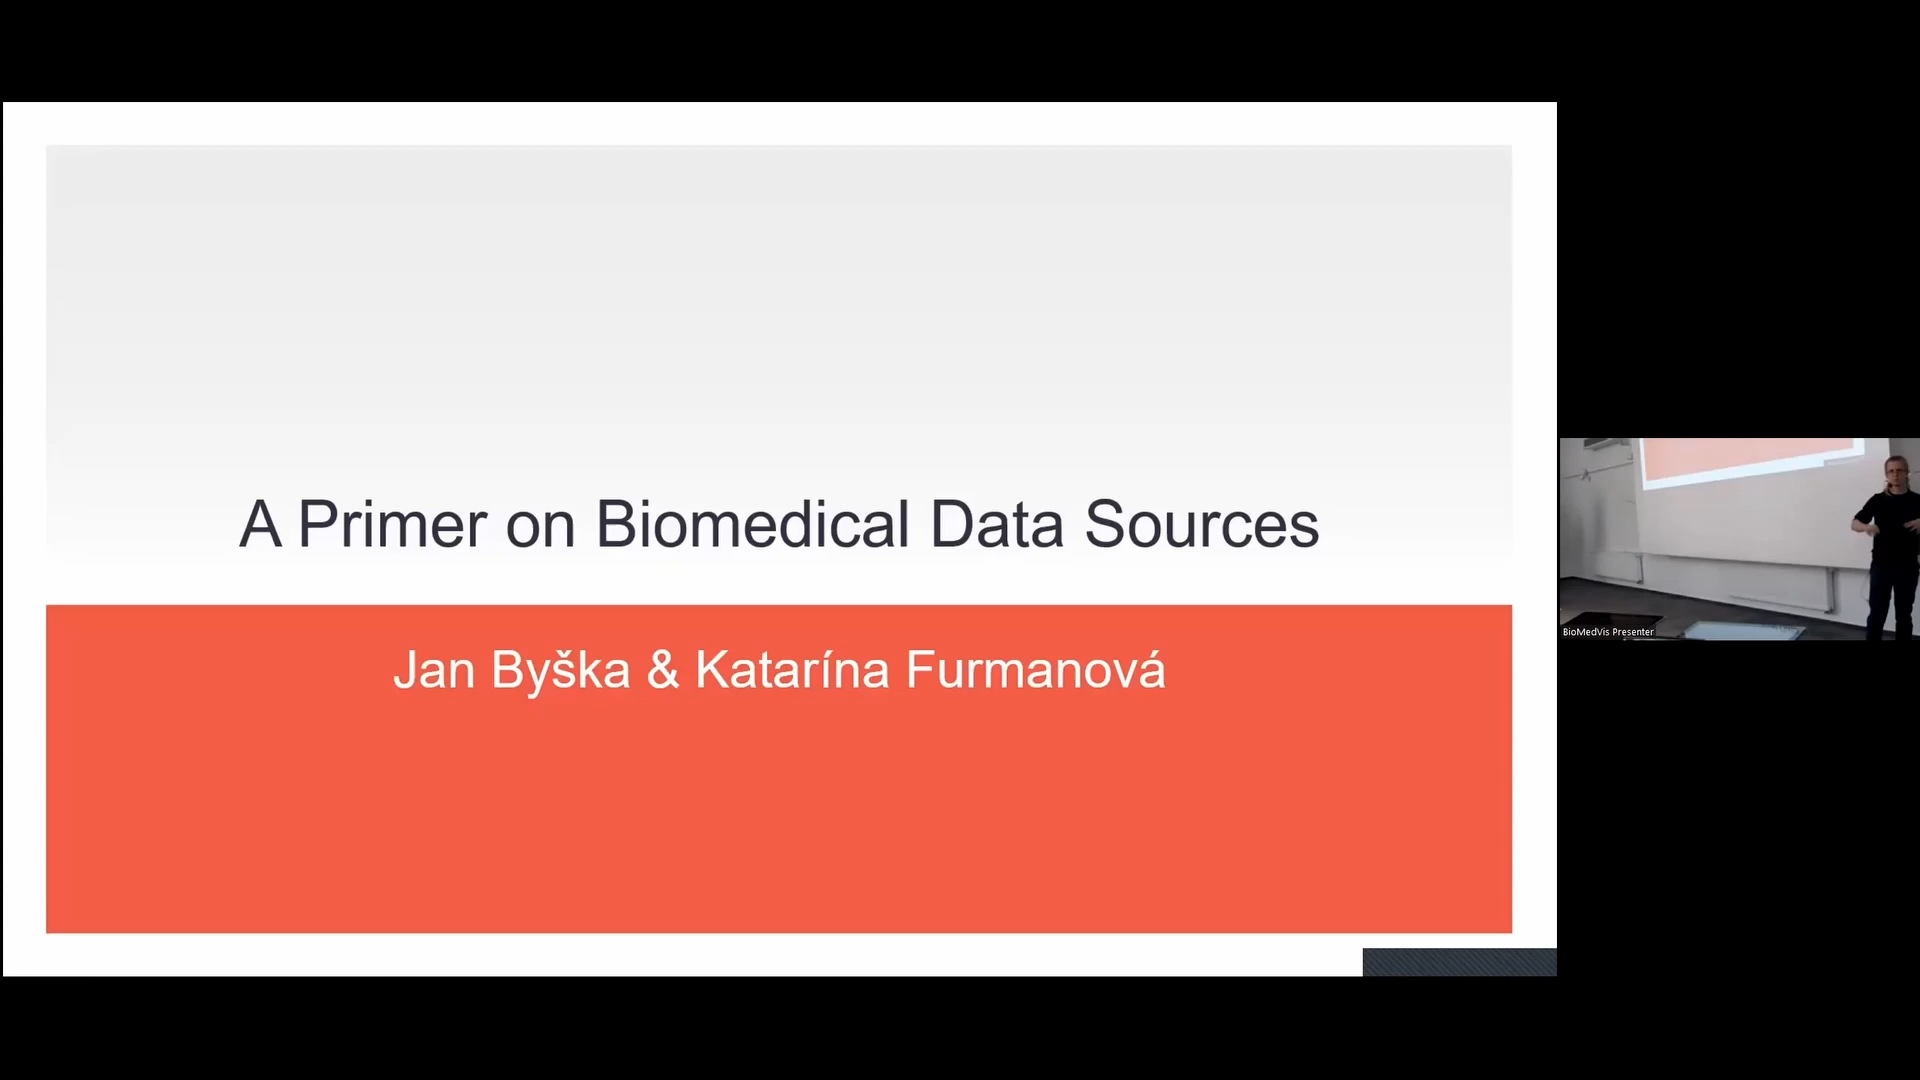 A Primer on Biomedical Data Sources
Jan Byška & Katarína Furmanová
BioMedVis Presenter